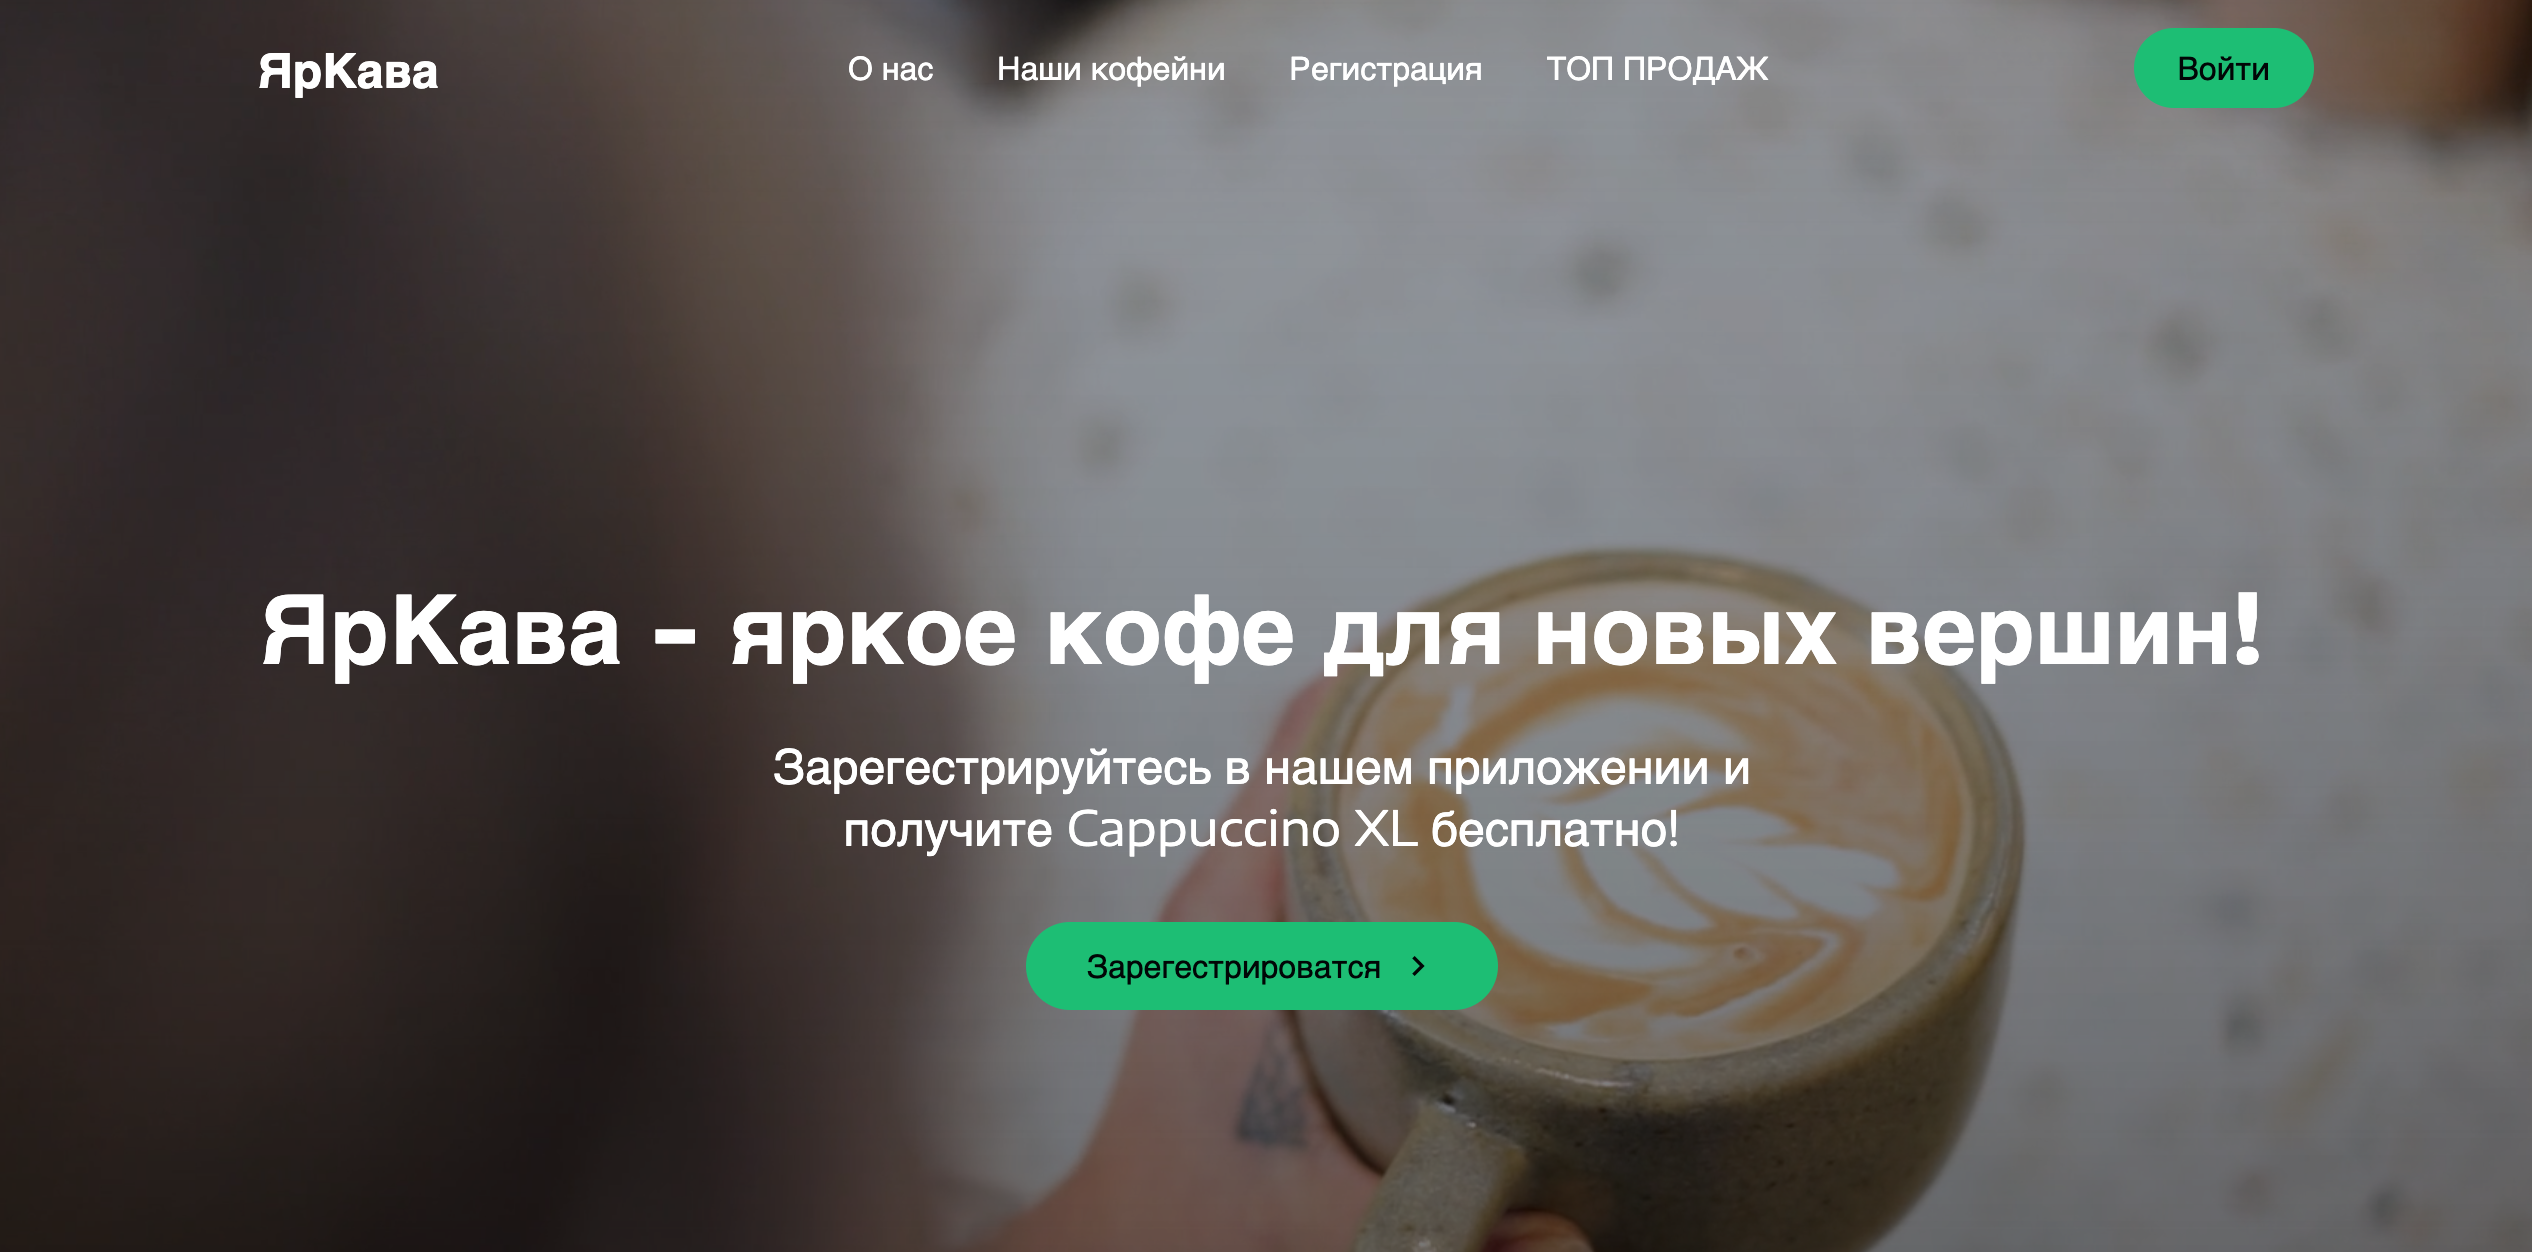 ЯрКава
О нас
Наши кофейни
Регистрация
ТОП ПРОДАЖ
Войти
ЯрКава - яркое кофе для новых вершин!
Зарегестрируйтесь в нашем приложении и
получите Cappuccino XL бесплатно!
Зарегестрироватся